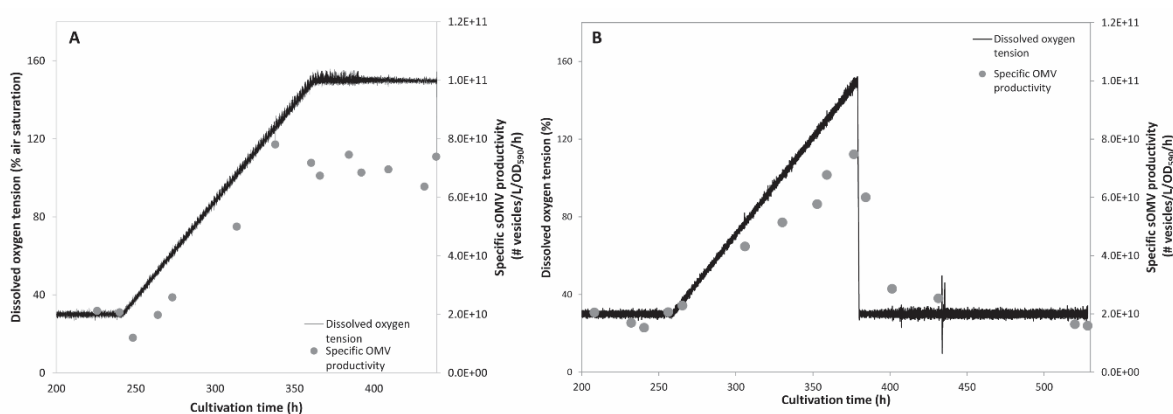 A
Dissolved oxygen tension (% air saturation)
160
120
80
40
0
200
250
300
350
400
Cultivation time (h)
1.2E+11
1.0E+11
8.0E+10
6.0E+10
4.0E+10
2.0E+10
0.0E+00
Specific sOMV productivity
(# vesicles/L/OD590/h)
Dissolved oxygen
tension
Specific OMV
productivity
B
Dissolved oxygen tension (%)
160
120
80
40
0
200
250
300
350
400
450
500
Cultivation time (h)
1.2E+11
1.0E+11
8.0E+10
6.0E+10
4.0E+10
2.0E+10
0.0E+00
Specific sOMV productivity
(# vesicles/L/OD590/h)
Dissolved oxygen
tension
Specific OMV
productivity